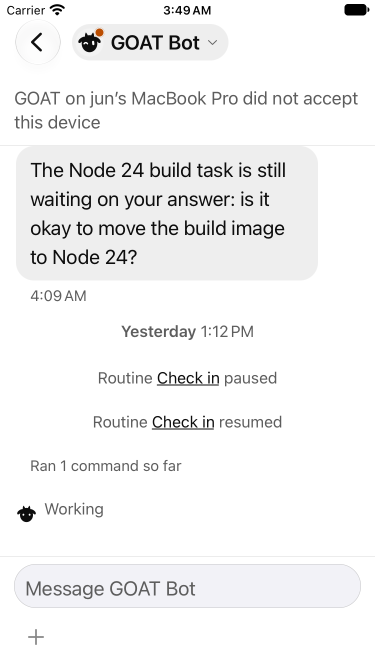 Carrier 3:49 AM
GOAT Bot
GOAT on jun's MacBook Pro did not accept
this device
The Node 24 build task is still
waiting on your answer: is it
okay to move the build image
to Node 24?
4:09 AM
Yesterday 1:12 PM
Routine Check in paused
Routine Check in resumed
Ran 1 command so far
Working
Message GOAT Bot